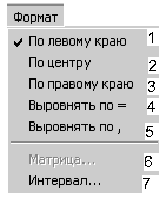 Формат
По левому краю 1
По центру 2
По правому краю 3
Выровнять по = 4
Выровнять по , 5
Матрица... 6
Интервал... 7